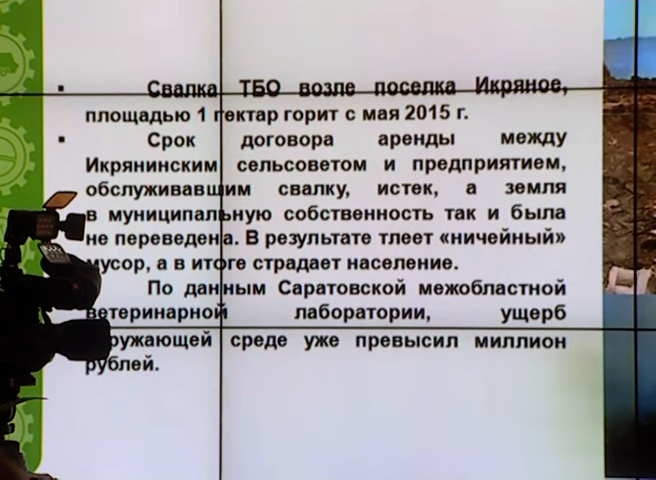 ▪ Свалка ТБО возле поселка Икряное,
площадью 1 гектар горит с мая 2015 г.
▪ Срок договора аренды между
Икрянинским сельсоветом и предприятием,
обслуживавшим свалку, истек, а земля
в муниципальную собственность так и была
не переведена. В результате тлеет «ничейный»
мусор, а в итоге страдает население.
По данным Саратовской межобластной
ветеринарной лаборатории, ущерб
окружающей среде уже превысил миллион
рублей.